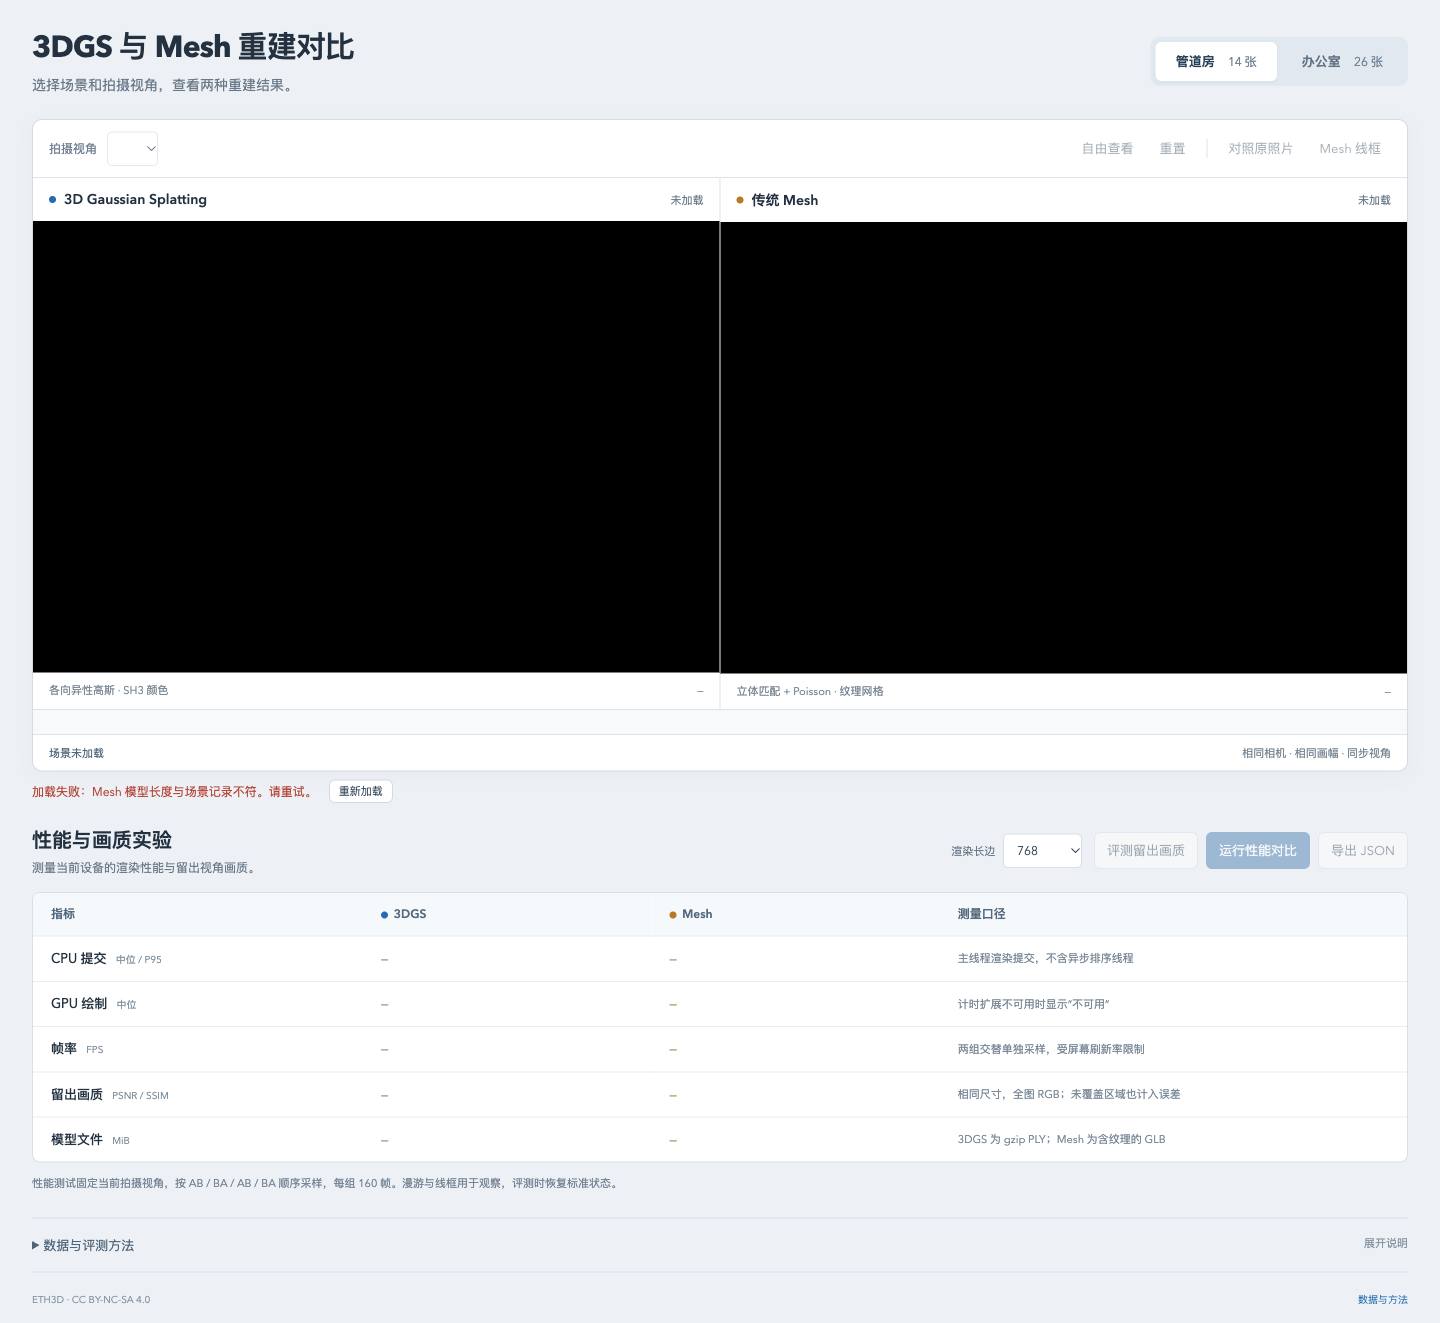 3DGS 与 Mesh 重建对比
选择场景和拍摄视角，查看两种重建结果。
管道房 14 张 办公室 26 张
拍摄视角 自由查看 重置 对照原照片 Mesh 线框
3D Gaussian Splatting 未加载 传统 Mesh 未加载
各向异性高斯 · SH3 颜色 – 立体匹配 + Poisson · 纹理网格 –
场景未加载 相同相机 · 相同画幅 · 同步视角
加载失败：Mesh 模型长度与场景记录不符。请重试。 重新加载
性能与画质实验
测量当前设备的渲染性能与留出视角画质。
渲染长边 768 评测留出画质 运行性能对比 导出 JSON
指标 3DGS Mesh 测量口径
CPU 提交 中位 / P95 – – 主线程渲染提交，不含异步排序线程
GPU 绘制 中位 – – 计时扩展不可用时显示“不可用”
帧率 FPS – – 两组交替单独采样，受屏幕刷新率限制
留出画质 PSNR / SSIM – – 相同尺寸，全图 RGB；未覆盖区域也计入误差
模型文件 MiB – – 3DGS 为 gzip PLY；Mesh 为含纹理的 GLB
性能测试固定当前拍摄视角，按 AB / BA / AB / BA 顺序采样，每组 160 帧。漫游与线框用于观察，评测时恢复标准状态。
数据与评测方法 展开说明
ETH3D · CC BY-NC-SA 4.0 数据与方法